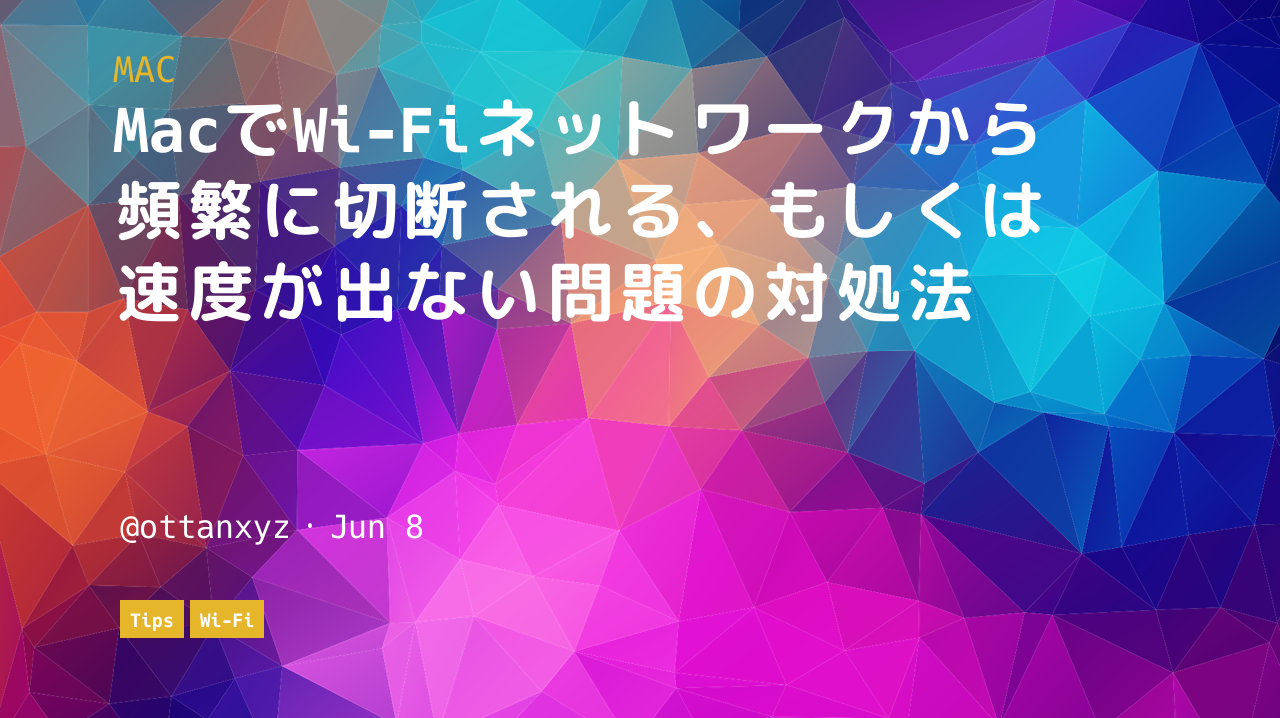 MAC
MacでWi-Fiネットワークから
頻繁に切断される、もしくは
速度が出ない問題の対処法
@ottanxyz · Jun 8
Tips Wi-Fi